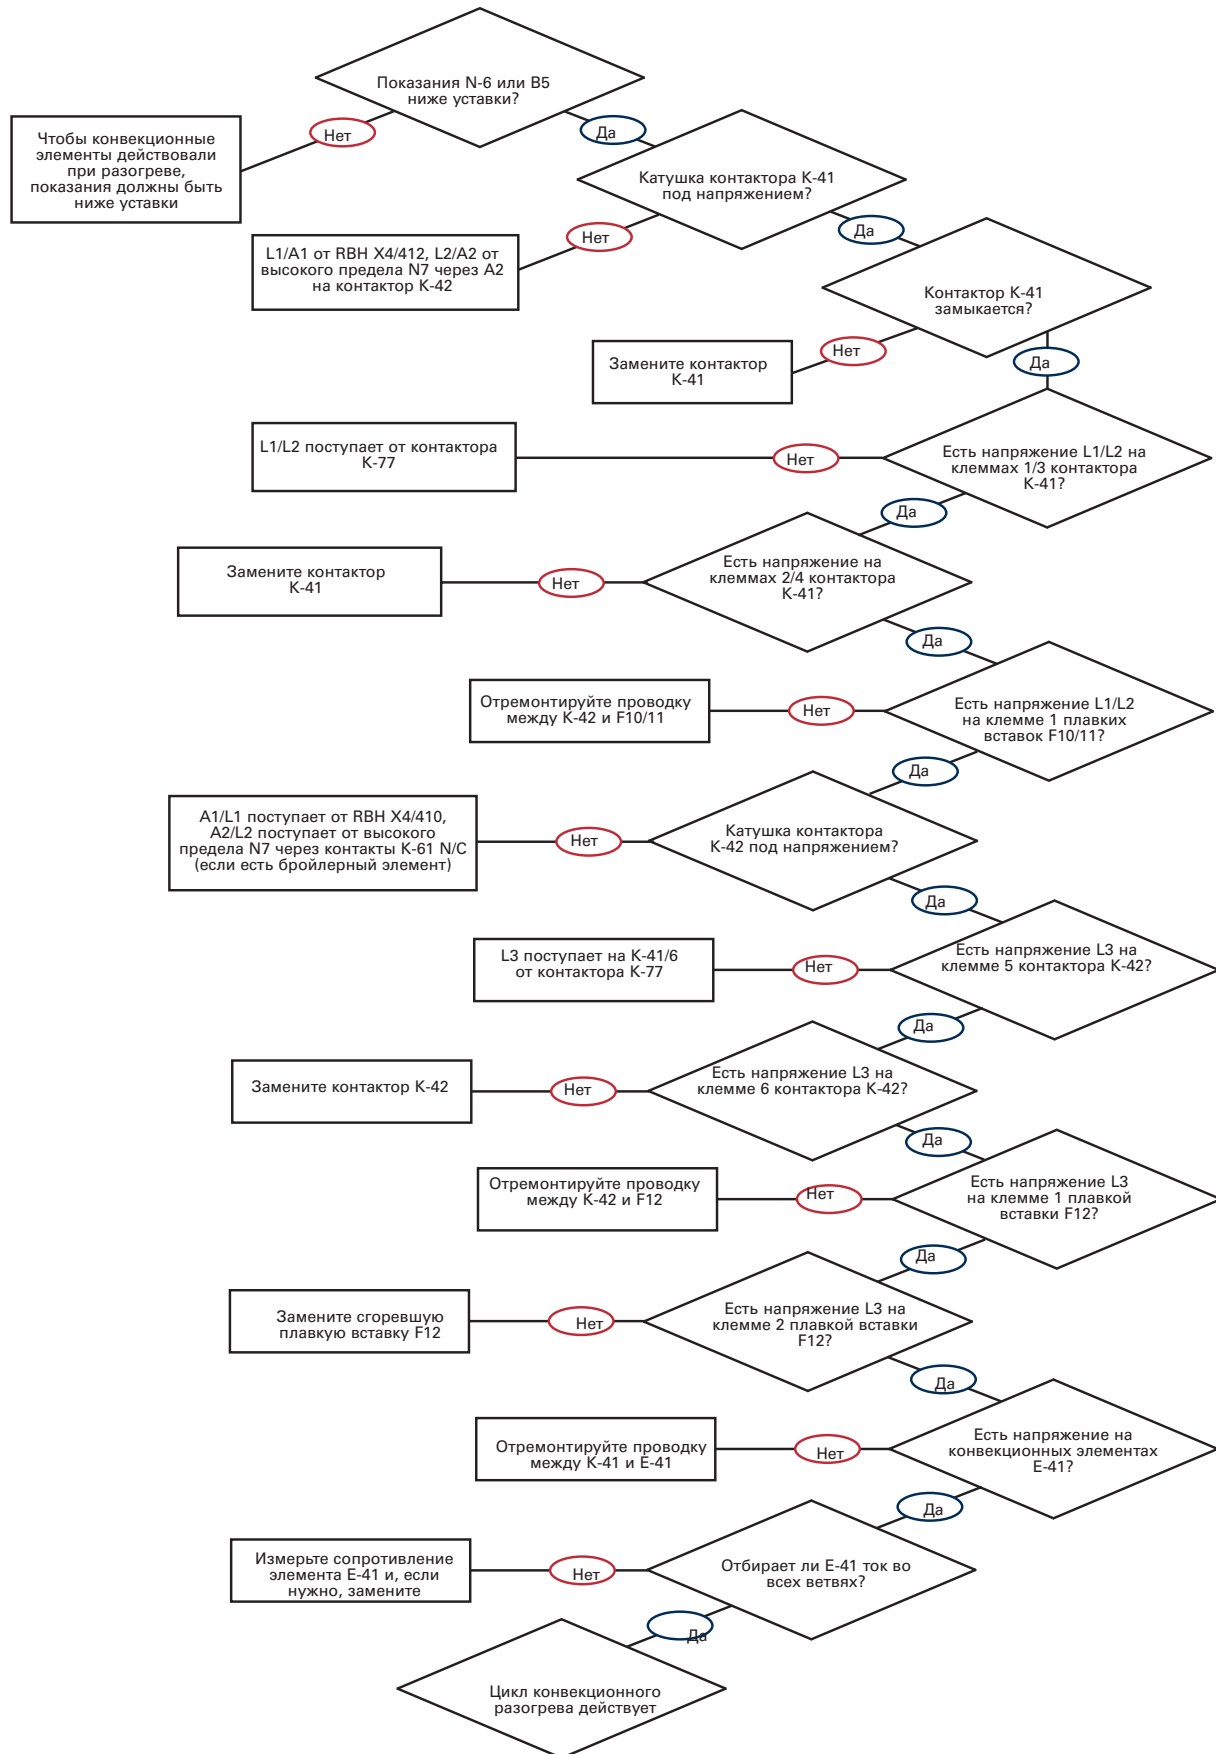 Показания N-6 или B5
ниже уставки?
Нет
Да
Чтобы конвекционные
элементы действовали
при разогреве,
показания должны быть
ниже уставки
Катушка контактора К-41
под напряжением?
Нет
Да
L1/A1 от RBH X4/412, L2/A2 от
высокого предела N7 через A2
на контактор К-42
Контактор К-41
замыкается?
Нет
Да
Замените контактор
К-41
Есть напряжение L1/L2 на
клеммах 1/3 контактора
К-41?
Нет
Да
L1/L2 поступает от контактора
К-77
Есть напряжение на
клеммах 2/4 контактора
К-41?
Нет
Да
Замените контактор
К-41
Есть напряжение L1/L2
на клемме 1 плавких
вставок F10/11?
Нет
Да
Отремонтируйте проводку
между К-42 и F10/11
Катушка контактора
К-42 под напряжением?
Нет
Да
A1/L1 поступает от RBH X4/410,
A2/L2 поступает от высокого
предела N7 через контакты К-61 N/C
(если есть бройлерный элемент)
Есть напряжение L3 на
клемме 5 контактора К-42?
Нет
Да
L3 поступает на К-41/6
от контактора К-77
Есть напряжение L3 на
клемме 6 контактора К-42?
Нет
Да
Замените контактор К-42
Есть напряжение L3
на клемме 1 плавкой
вставки F12?
Нет
Да
Отремонтируйте проводку
между К-42 и F12
Есть напряжение L3 на
клемме 2 плавкой вставки
F12?
Нет
Да
Замените сгоревшую
плавкую вставку F12
Есть напряжение на
конвекционных элементах
Е-41?
Нет
Да
Отремонтируйте проводку
между К-41 и Е-41
Отбирает ли Е-41 ток во
всех ветвях?
Нет
Да
Измерьте сопротивление
элемента Е-41 и, если
нужно, замените
Цикл конвекционного
разогрева действует